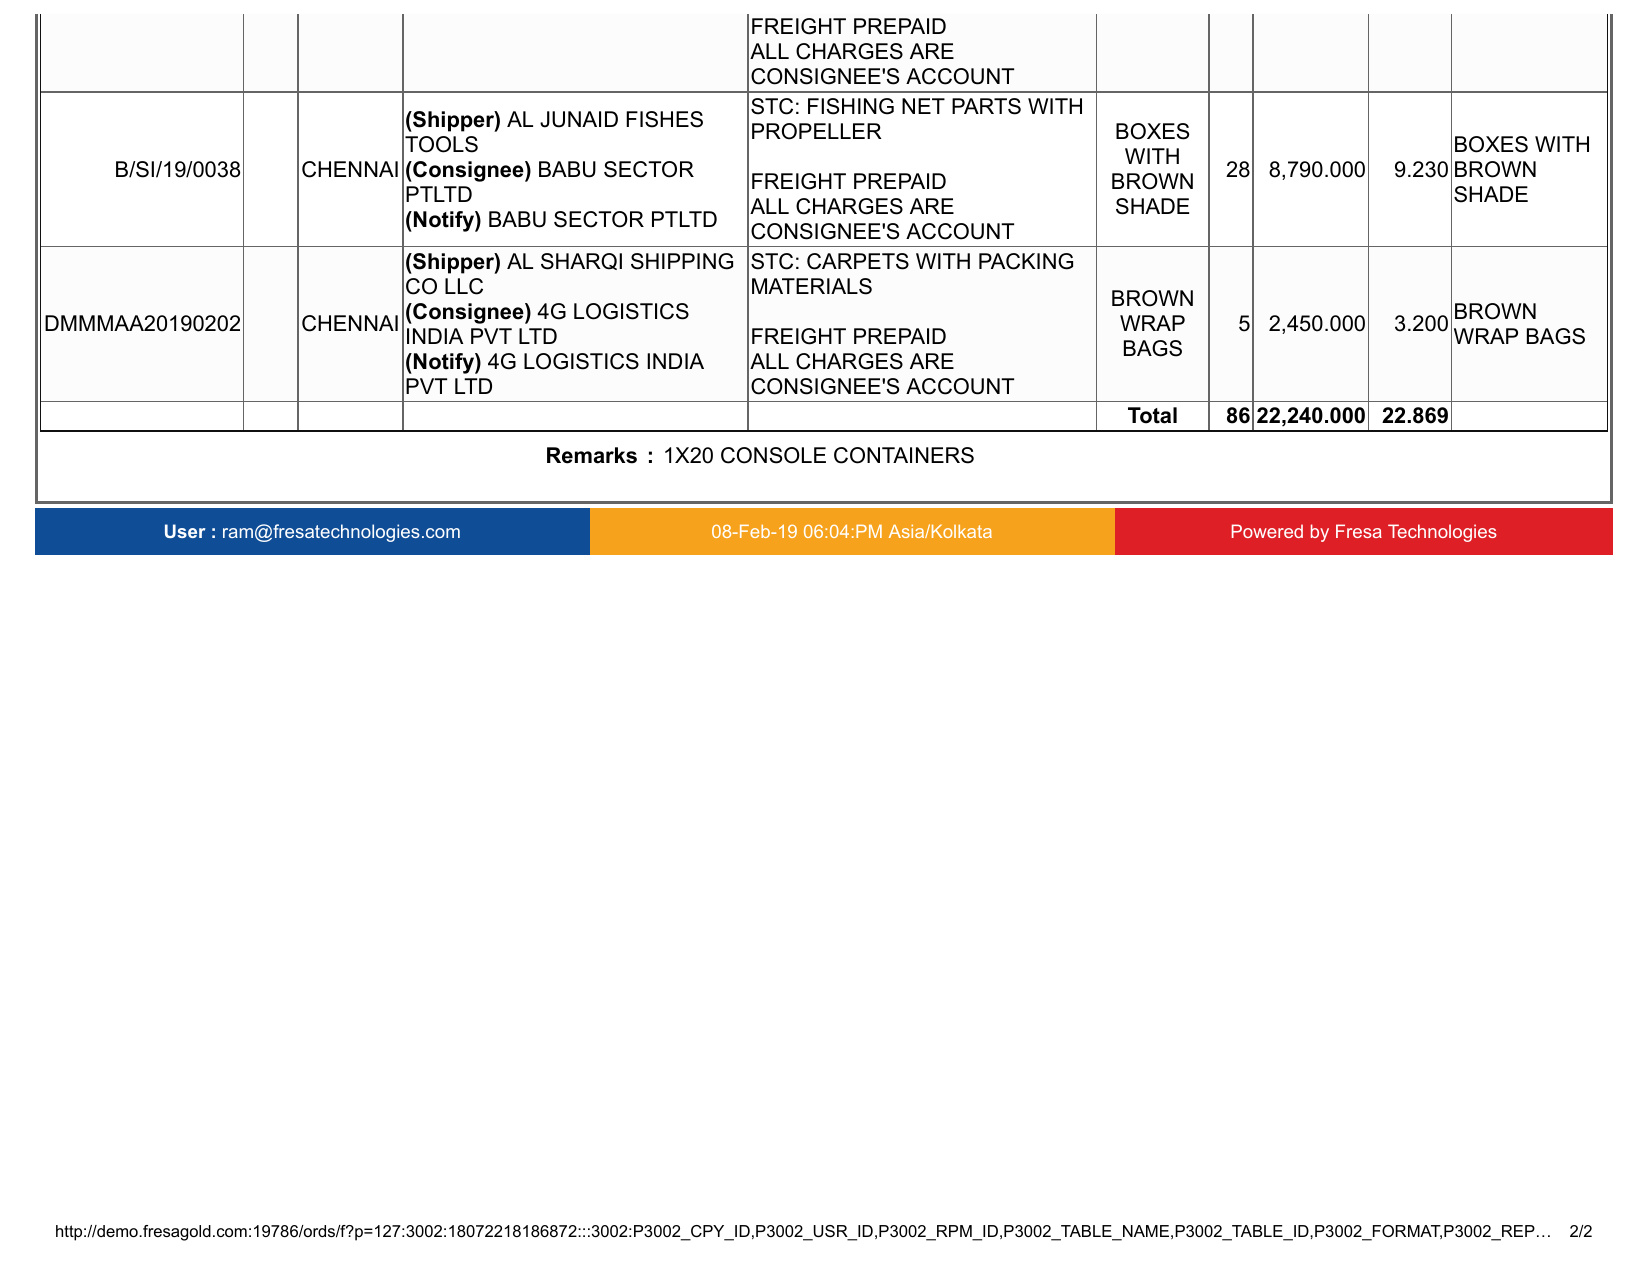 FREIGHT PREPAID
ALL CHARGES ARE
CONSIGNEE'S ACCOUNT
B/SI/19/0038
CHENNAI
(Shipper) AL JUNAID FISHES
TOOLS
(Consignee) BABU SECTOR
PTLTD
(Notify) BABU SECTOR PTLTD
STC: FISHING NET PARTS WITH
PROPELLER
FREIGHT PREPAID
ALL CHARGES ARE
CONSIGNEE'S ACCOUNT
BOXES
WITH
BROWN
SHADE
28
8,790.000
9.230
BOXES WITH
BROWN
SHADE
DMMMAA20190202
CHENNAI
(Shipper) AL SHARQI SHIPPING
CO LLC
(Consignee) 4G LOGISTICS
INDIA PVT LTD
(Notify) 4G LOGISTICS INDIA
PVT LTD
STC: CARPETS WITH PACKING
MATERIALS
FREIGHT PREPAID
ALL CHARGES ARE
CONSIGNEE'S ACCOUNT
BROWN
WRAP
BAGS
5
2,450.000
3.200
BROWN
WRAP BAGS
Total 86 22,240.000 22.869
Remarks : 1X20 CONSOLE CONTAINERS
User : ram@fresatechnologies.com
08-Feb-19 06:04:PM Asia/Kolkata
Powered by Fresa Technologies
http://demo.fresagold.com:19786/ords/f?p=127:3002:18072218186872:::3002:P3002_CPY_ID,P3002_USR_ID,P3002_RPM_ID,P3002_TABLE_NAME,P3002_TABLE_ID,P3002_FORMAT,P3002_REP… 2/2